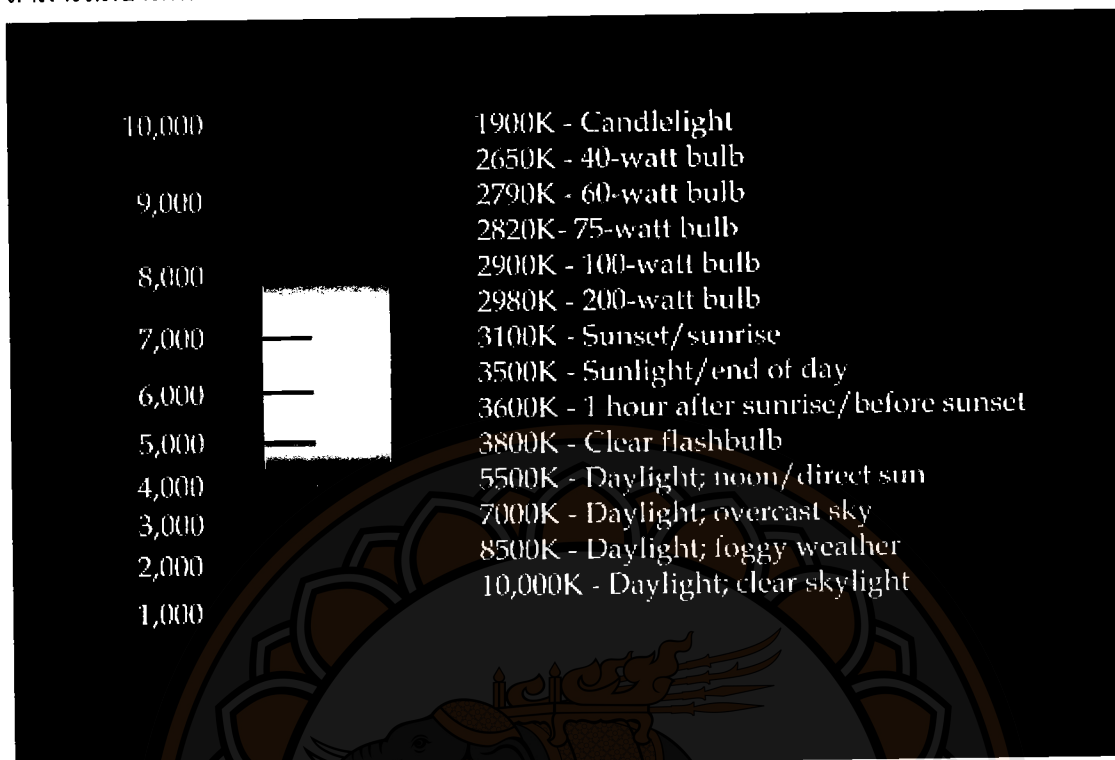 10,000
9,000
8,000
7,000
6,000
5,000
4,000
3,000
2,000
1,000
1900K - Candlelight
2650K - 40-watt bulb
2790K - 60-watt bulb
2820K- 75-watt bulb
2900K - 100-watt bulb
2980K - 200-watt bulb
3100K - Sunset/sunrise
3500K - Sunlight/end of day
3600K - 1 hour after sunrise/before sunset
3800K - Clear flashbulb
5500K - Daylight; noon/direct sun
7000K - Daylight; overcast sky
8500K - Daylight; foggy weather
10,000K - Daylight; clear skylight